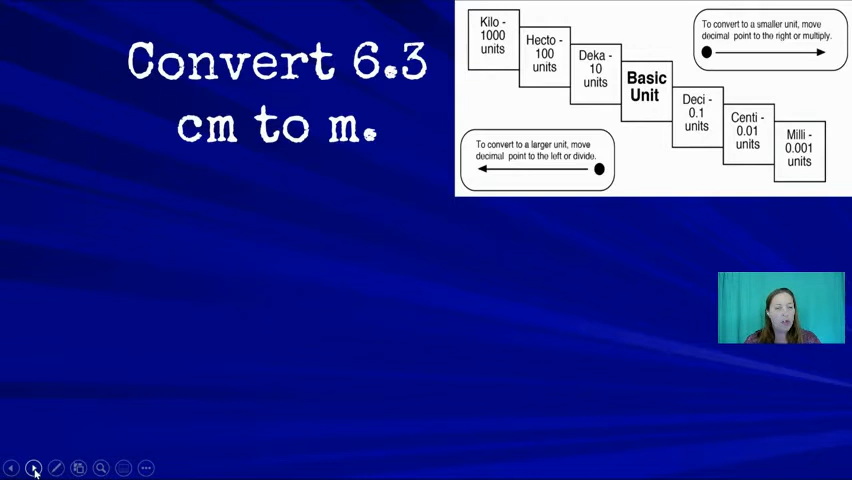 Convert 6.3
cm to m.
Kilo -
1000
units
Hecto -
100
units
Deka -
10
units
Basic
Unit
Deci -
0.1
units
Centi -
0.01
units
Milli -
0.001
units
To convert to a smaller unit, move
decimal point to the right or multiply.
To convert to a larger unit, move
decimal point to the left or divide.